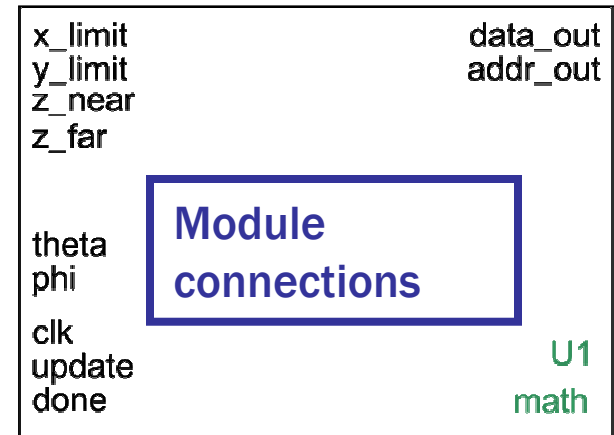 x_limit
y_limit
z_near
z_far
theta
phi
clk
update
done
data_out
addr_out
Module
connections
U1
math